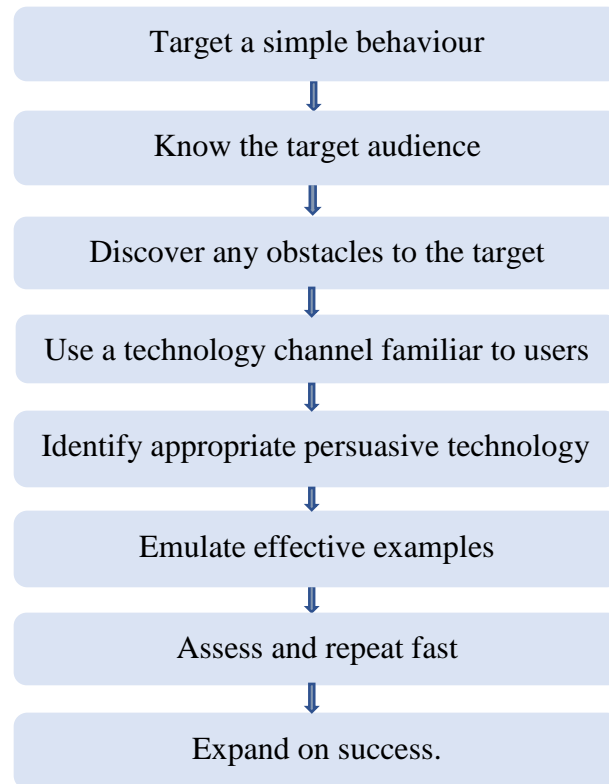 Target a simple behaviour
Know the target audience
Discover any obstacles to the target
Use a technology channel familiar to users
Identify appropriate persuasive technology
Emulate effective examples
Assess and repeat fast
Expand on success.